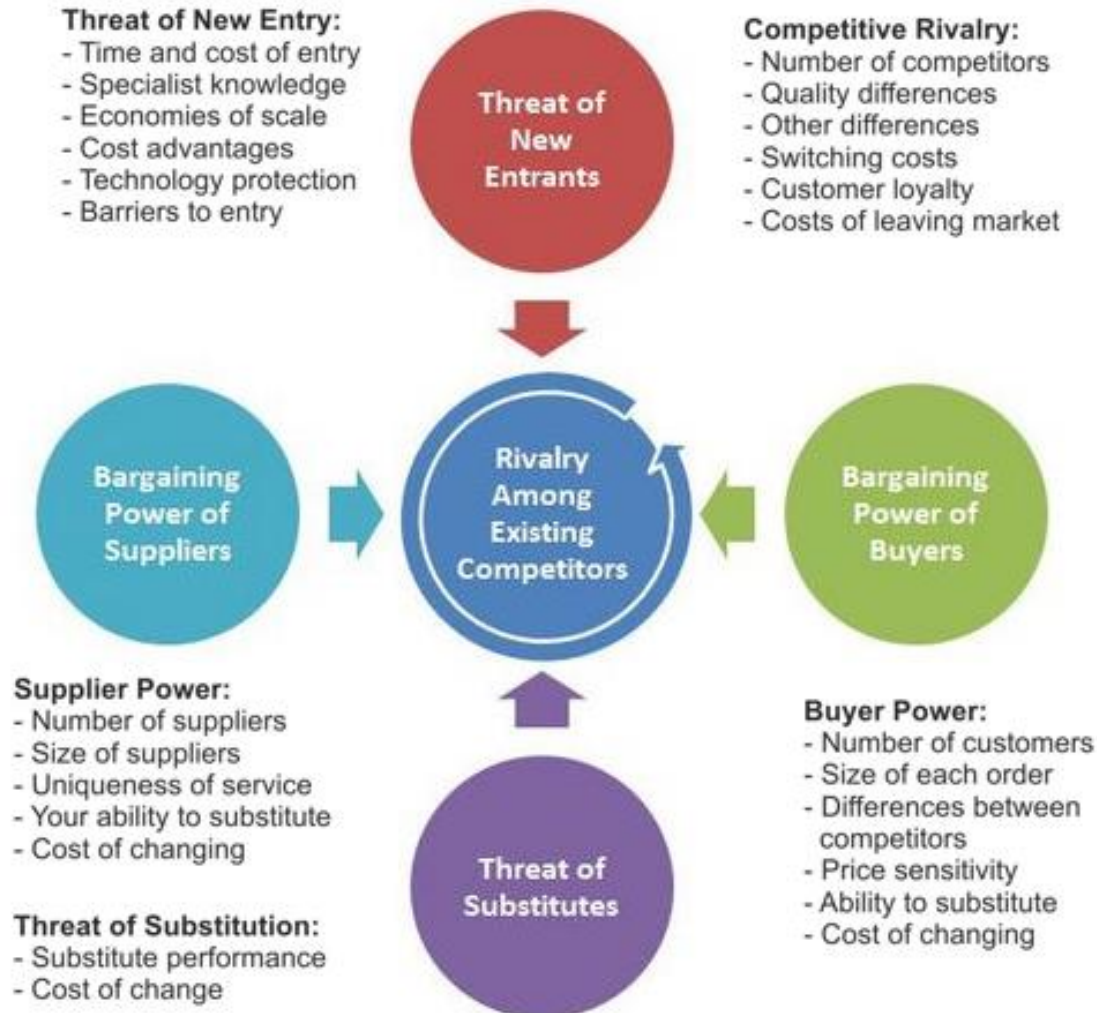 Threat of New Entry:
- Time and cost of entry
- Specialist knowledge
- Economies of scale
- Cost advantages
- Technology protection
- Barriers to entry
Threat of
New
Entrants
Competitive Rivalry:
- Number of competitors
- Quality differences
- Other differences
- Switching costs
- Customer loyalty
- Costs of leaving market
Bargaining
Power of
Suppliers
Rivalry
Among
Existing
Competitors
Bargaining
Power of
Buyers
Supplier Power:
- Number of suppliers
- Size of suppliers
- Uniqueness of service
- Your ability to substitute
- Cost of changing
Threat of Substitution:
- Substitute performance
- Cost of change
Threat of
Substitutes
Buyer Power:
- Number of customers
- Size of each order
- Differences between
competitors
- Price sensitivity
- Ability to substitute
- Cost of changing